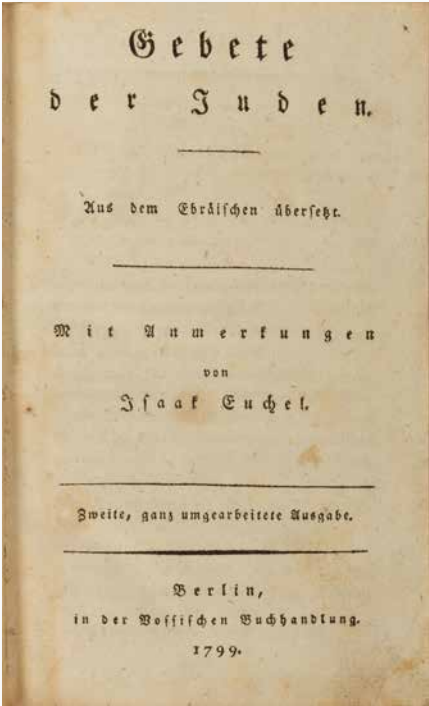 Gebete
der Juden.
Aus dem Ebräischen übersetzt.
Mit Anmerkungen
von
Isaak Euchel.
Zweite, ganz umgearbeitete Ausgabe.
Berlin,
in der Vossischen Buchhandlung.
1799.